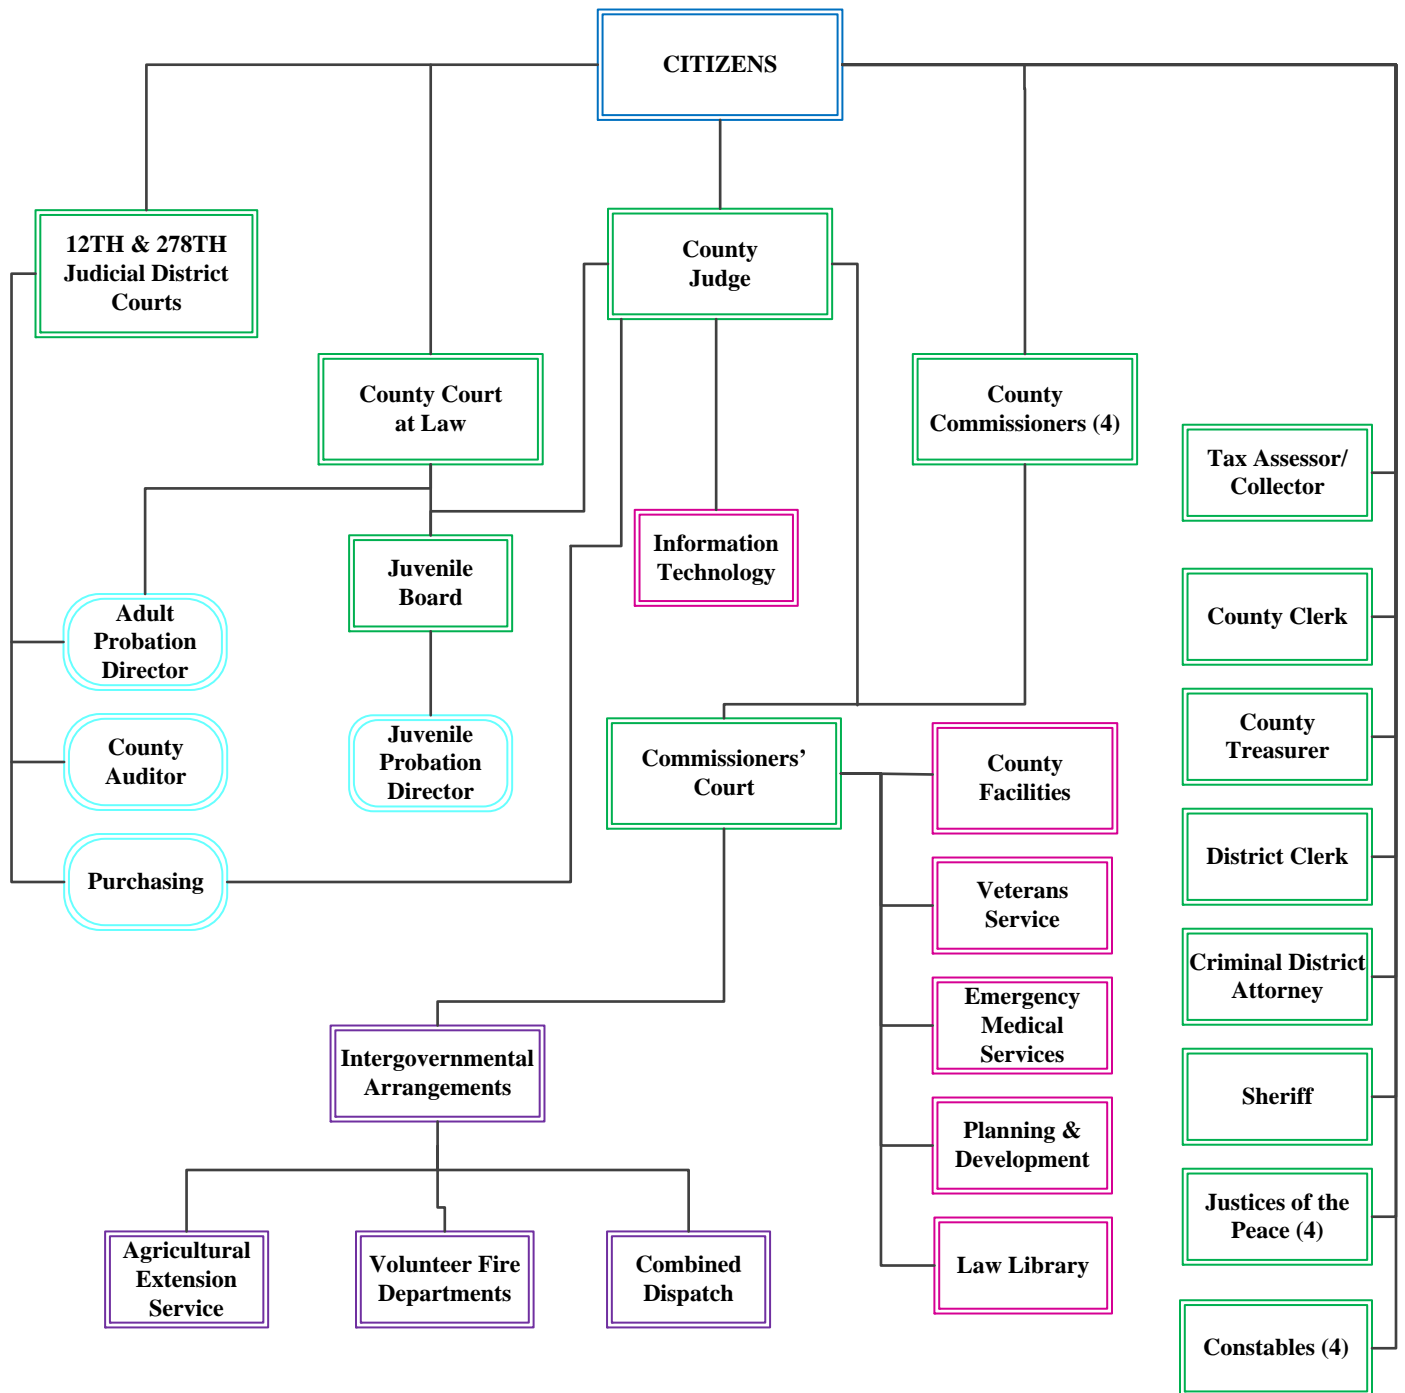 CITIZENS
12TH & 278TH
Judicial District
Courts
County
Judge
County Court
at Law
County
Commissioners (4)
Tax Assessor/
Collector
Information
Technology
Juvenile
Board
County Clerk
Adult
Probation
Director
County
Auditor
Juvenile
Probation
Director
Commissioners’
Court
County
Facilities
County
Treasurer
Purchasing
Veterans
Service
District Clerk
Emergency
Medical
Services
Criminal District
Attorney
Intergovernmental
Arrangements
Planning &
Development
Sheriff
Agricultural
Extension
Service
Volunteer Fire
Departments
Combined
Dispatch
Law Library
Justices of the
Peace (4)
Constables (4)